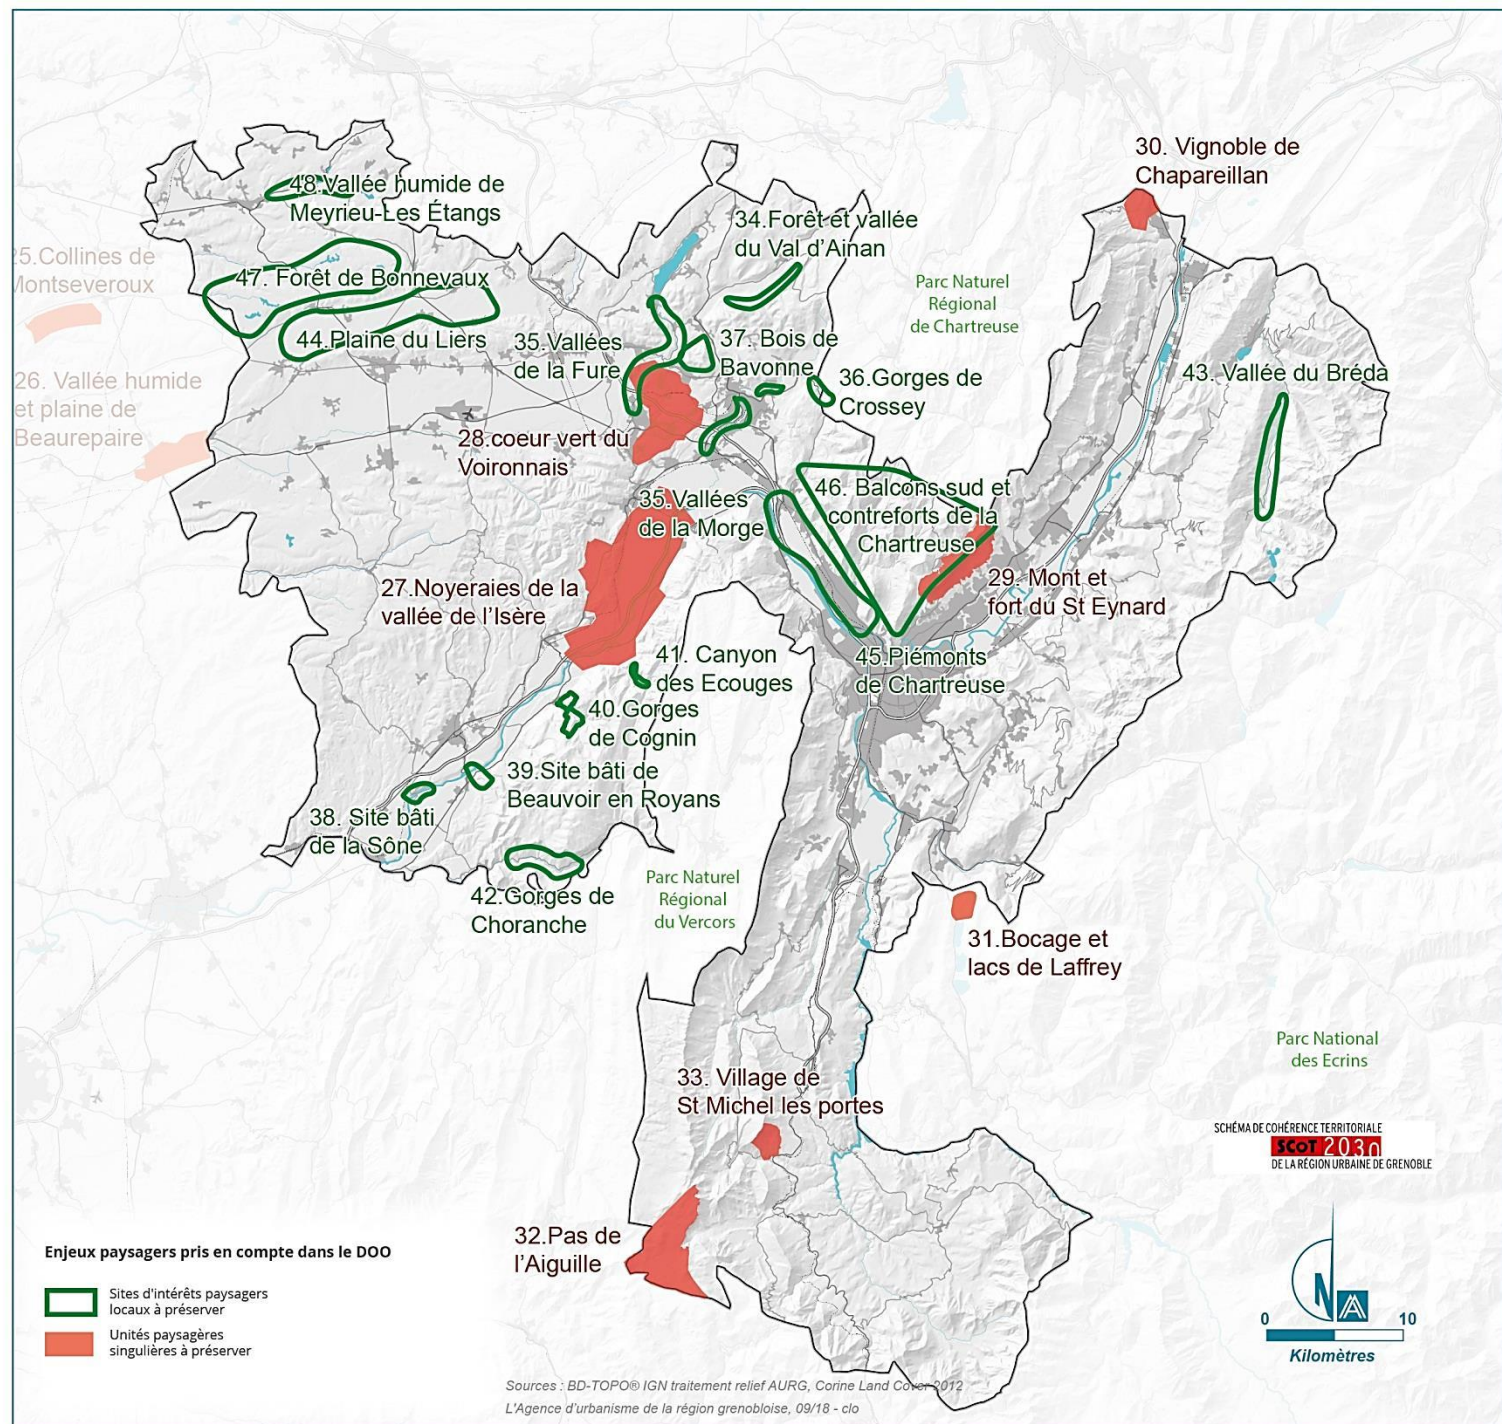 30. Vignoble de
Chapareillan
48.Vallée humide de
Meyrieu-Les Étangs
34.Forêt et vallée
du Val d'Ainan
25.Collines de
Montseveroux
47. Forêt de Bonnevaux
Parc Naturel
Régional
de Chartreuse
44.Plaine du Liers
35.Vallées
de la Fure
37. Bois de
Bavonne
36.Gorges de
Crossey
43. Vallée du Bréda
26. Vallée humide
et plaine de
Beaurepaire
28.coeur vert du
Voironnais
35.Vallées
de la Morge
46. Balcons sud et
contreforts de la
Chartreuse
27.Noyeraies de la
vallée de l'Isère
29. Mont et
fort du St Eynard
41. Canyon
des Ecouges
45.Piémonts
de Chartreuse
40.Gorges
de Cognin
39.Site bâti de
Beauvoir en Royans
38. Site bâti
de la Sône
42.Gorges de
Choranche
Parc Naturel
Régional
du Vercors
31.Bocage et
lacs de Laffrey
Parc National
des Ecrins
33. Village de
St Michel les portes
SCHÉMA DE COHÉRENCE TERRITORIALE
SCoT 2030
DE LA RÉGION URBAINE DE GRENOBLE
32.Pas de
l'Aiguille
Enjeux paysagers pris en compte dans le DOO
Sites d'intérêts paysagers
locaux à préserver
Unités paysagères
singulières à préserver
N
0 10
Kilomètres
Sources : BD-TOPO® IGN traitement relief AURG, Corine Land Cover 2012
L'Agence d'urbanisme de la région grenobloise, 09/18 - clo